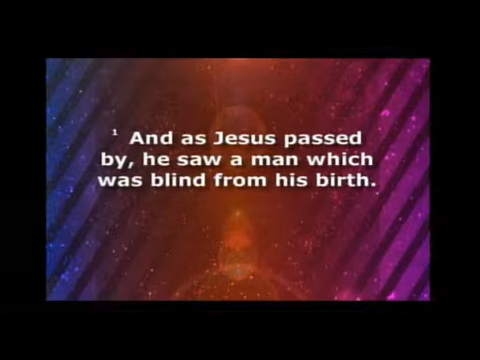 ¹ And as Jesus passed
by, he saw a man which
was blind from his birth.